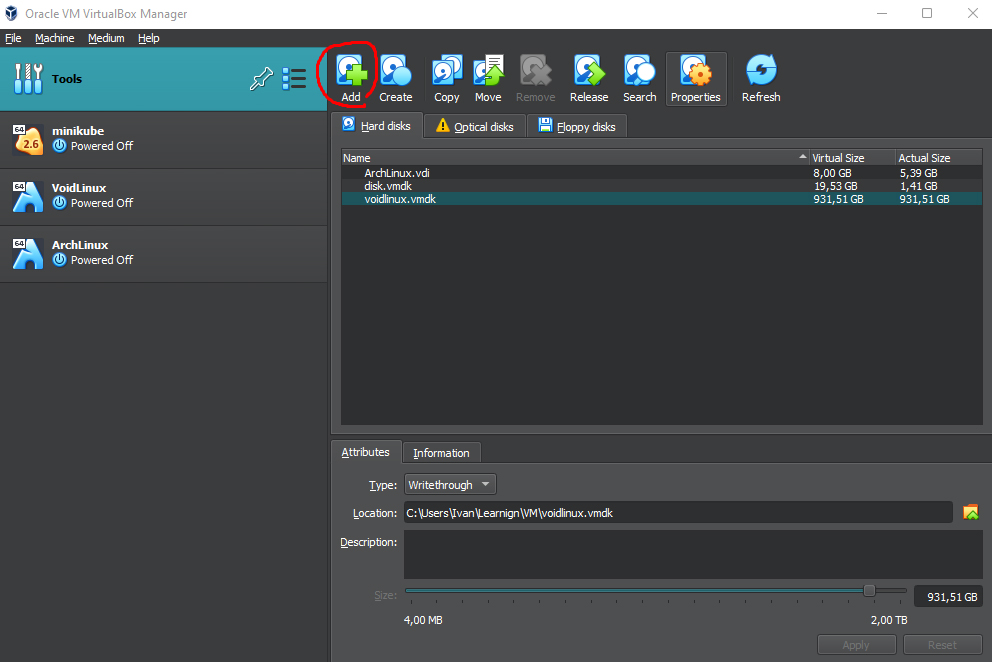 Oracle VM VirtualBox Manager
File Machine Medium Help
Tools
Add Create Copy Move Remove Release Search Properties Refresh
64
2.6
minikube
Powered Off
64
VoidLinux
Powered Off
64
ArchLinux
Powered Off
Hard disks Optical disks Floppy disks
Name Virtual Size Actual Size
ArchLinux.vdi 8,00 GB 5,39 GB
disk.vmdk 19,53 GB 1,41 GB
voidlinux.vmdk 931,51 GB 931,51 GB
Attributes Information
Type: Writethrough
Location: C:\Users\Ivan\Learnign\VM\voidlinux.vmdk
Description:
Size: 931,51 GB
4,00 MB 2,00 TB
Apply Reset